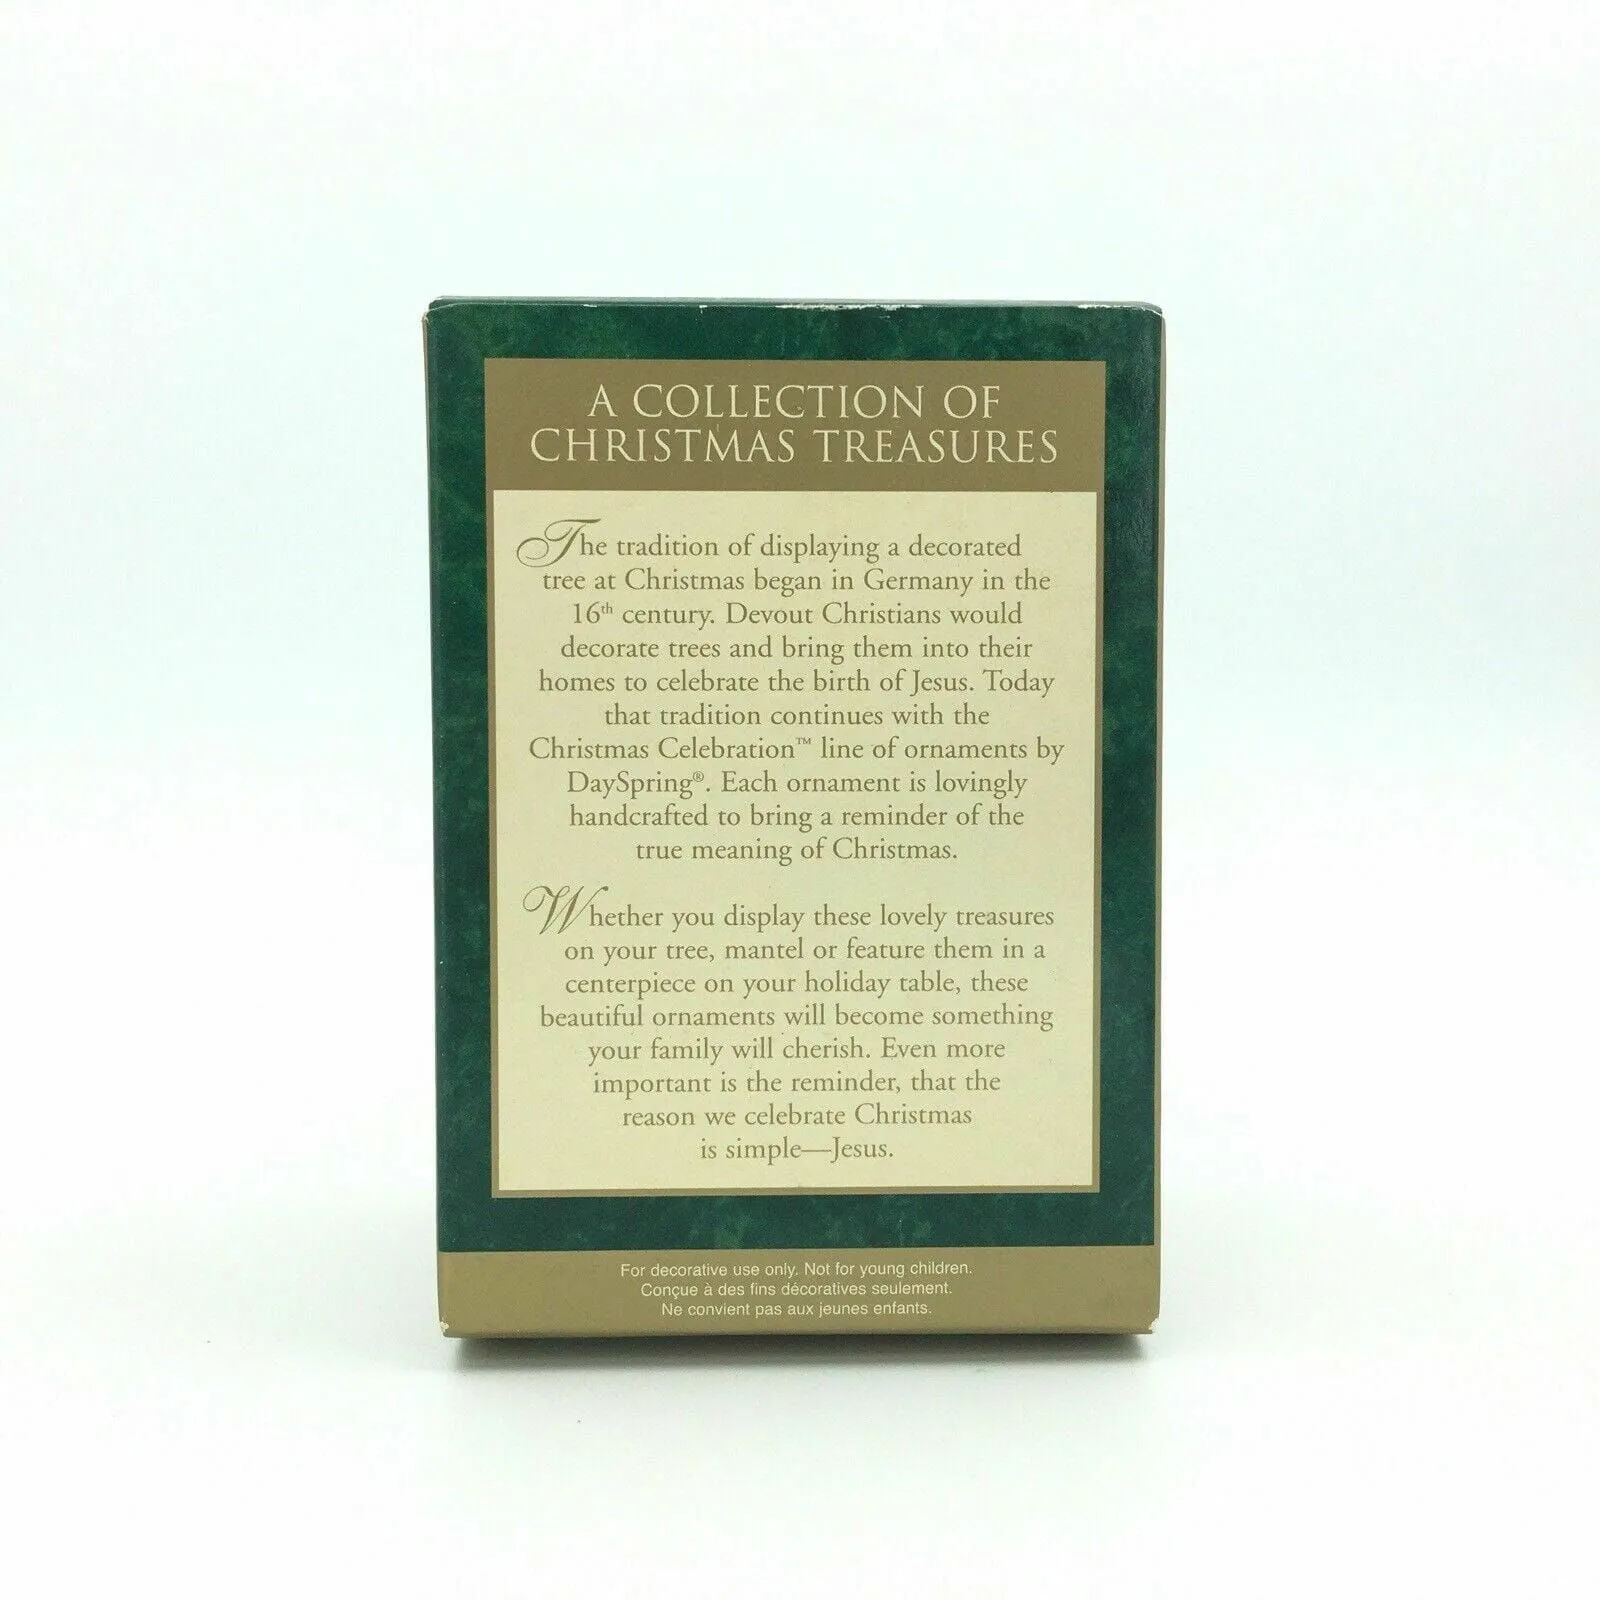 A COLLECTION OF
CHRISTMAS TREASURES
The tradition of displaying a decorated
tree at Christmas began in Germany in the
16th century. Devout Christians would
decorate trees and bring them into their
homes to celebrate the birth of Jesus. Today
that tradition continues with the
Christmas Celebration™ line of ornaments by
DaySpring®. Each ornament is lovingly
handcrafted to bring a reminder of the
true meaning of Christmas.
Whether you display these lovely treasures
on your tree, mantel or feature them in a
centerpiece on your holiday table, these
beautiful ornaments will become something
your family will cherish. Even more
important is the reminder, that the
reason we celebrate Christmas
is simple—Jesus.
For decorative use only. Not for young children.
Conçue à des fins décoratives seulement.
Ne convient pas aux jeunes enfants.